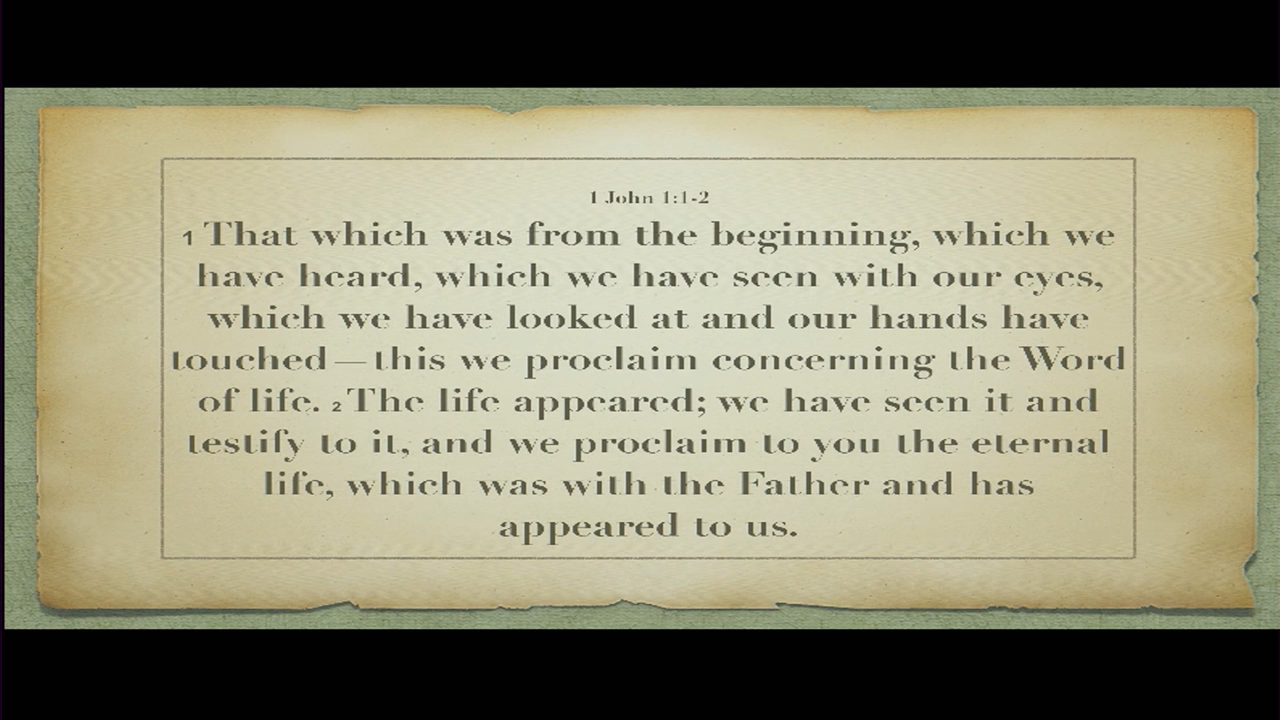 1 John 1:1-2
1 That which was from the beginning, which we
have heard, which we have seen with our eyes,
which we have looked at and our hands have
touched—this we proclaim concerning the Word
of life. 2 The life appeared; we have seen it and
testify to it, and we proclaim to you the eternal
life, which was with the Father and has
appeared to us.